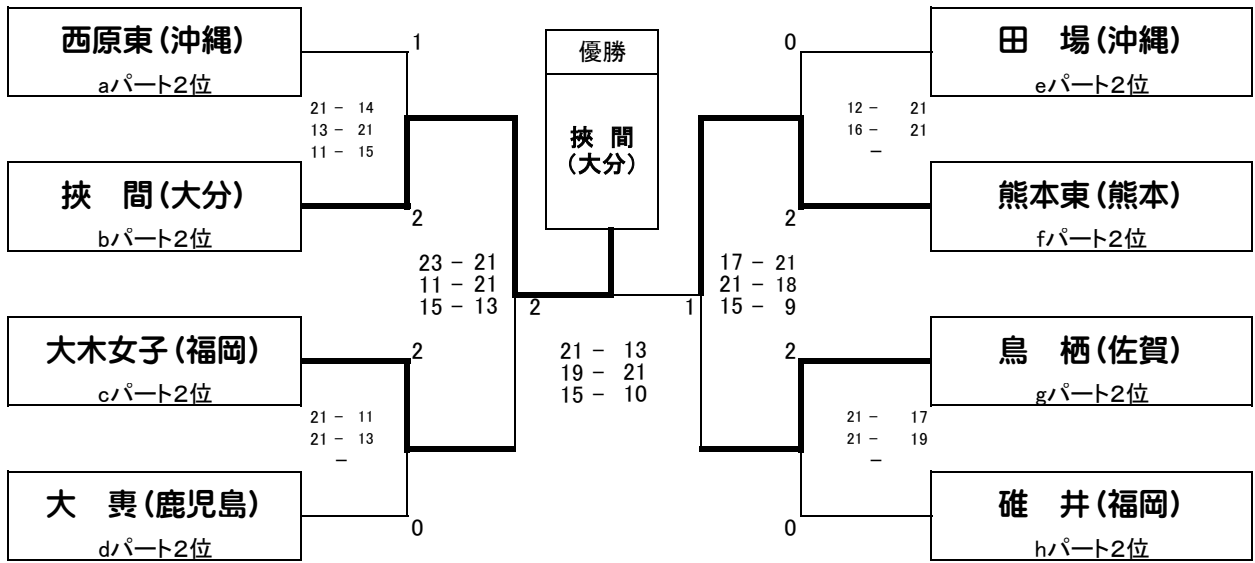 西原東(沖縄)
aパート2位
1
21 - 14
13 - 21
11 - 15
挾　間(大分)
bパート2位
2
23 - 21
11 - 21
15 - 13
2
大木女子(福岡)
cパート2位
2
21 - 11
21 - 13
-
大　𠮷(鹿児島)
dパート2位
0
優勝
挾 間
(大分)
21 - 13
19 - 21
15 - 10
0
田　場(沖縄)
eパート2位
12 - 21
16 - 21
-
熊本東(熊本)
fパート2位
2
17 - 21
21 - 18
15 - 9
1
2
鳥　栖(佐賀)
gパート2位
21 - 17
21 - 19
-
碓　井(福岡)
hパート2位
0